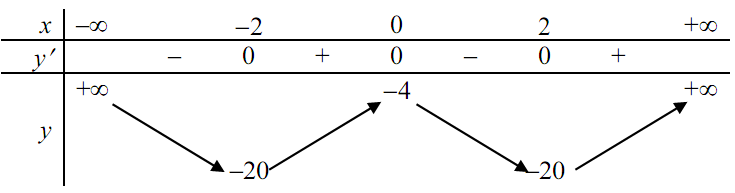 x −∞ −2 0 2 +∞
y′ − 0 + 0 − 0 +
+∞ −4 +∞
y
−20 −20